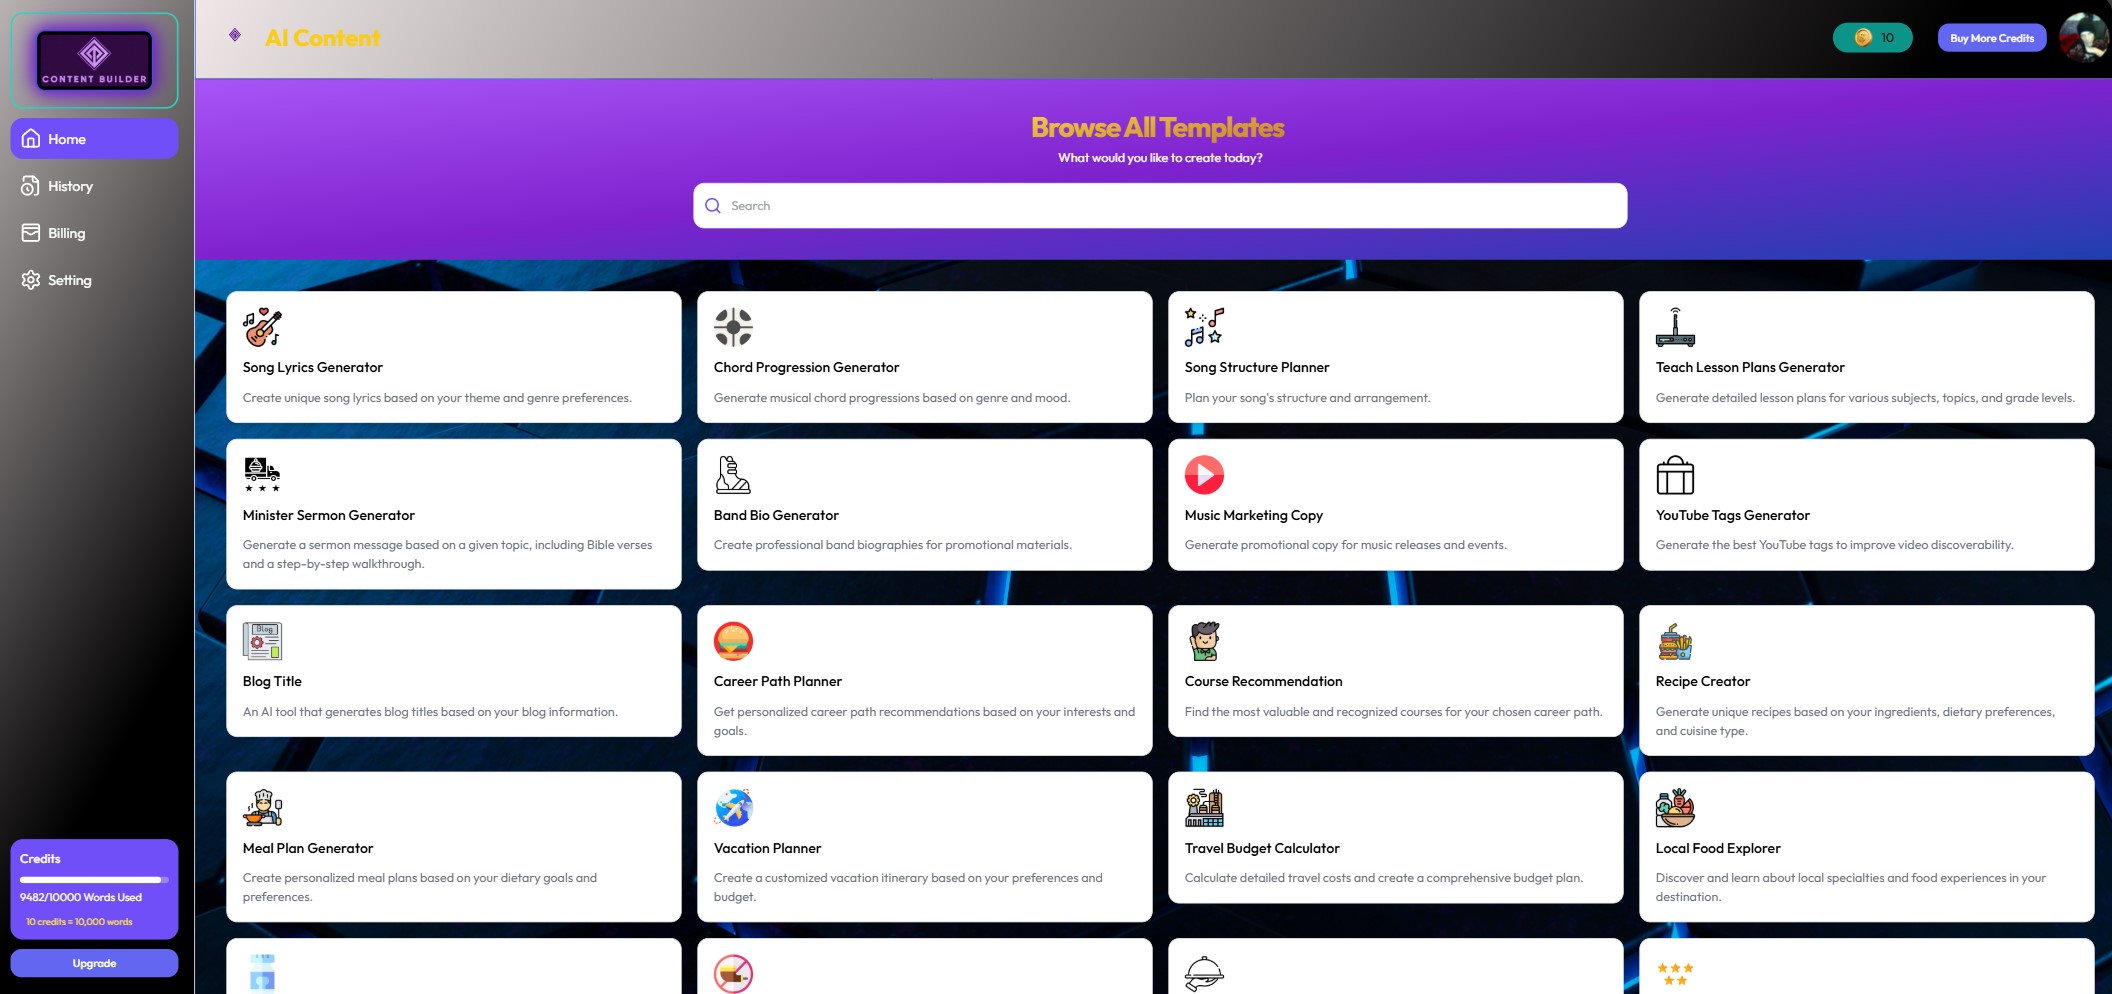 CONTENT BUILDER
Home
History
Billing
Setting
Credits
9482/10000 Words Used
10 credits = 10,000 words
Upgrade
AI Content
10
Buy More Credits
Browse All Templates
What would you like to create today?
Search
Song Lyrics Generator
Create unique song lyrics based on your theme and genre preferences.
Chord Progression Generator
Generate musical chord progressions based on genre and mood.
Song Structure Planner
Plan your song's structure and arrangement.
Teach Lesson Plans Generator
Generate detailed lesson plans for various subjects, topics, and grade levels.
Minister Sermon Generator
Generate a sermon message based on a given topic, including Bible verses
and a step-by-step walkthrough.
Band Bio Generator
Create professional band biographies for promotional materials.
Music Marketing Copy
Generate promotional copy for music releases and events.
YouTube Tags Generator
Generate the best YouTube tags to improve video discoverability.
Blog
Blog Title
An AI tool that generates blog titles based on your blog information.
Career Path Planner
Get personalized career path recommendations based on your interests and
goals.
Course Recommendation
Find the most valuable and recognized courses for your chosen career path.
Recipe Creator
Generate unique recipes based on your ingredients, dietary preferences,
and cuisine type.
Meal Plan Generator
Create personalized meal plans based on your dietary goals and
preferences.
Vacation Planner
Create a customized vacation itinerary based on your preferences and
budget.
Travel Budget Calculator
Calculate detailed travel costs and create a comprehensive budget plan.
Local Food Explorer
Discover and learn about local specialties and food experiences in your
destination.